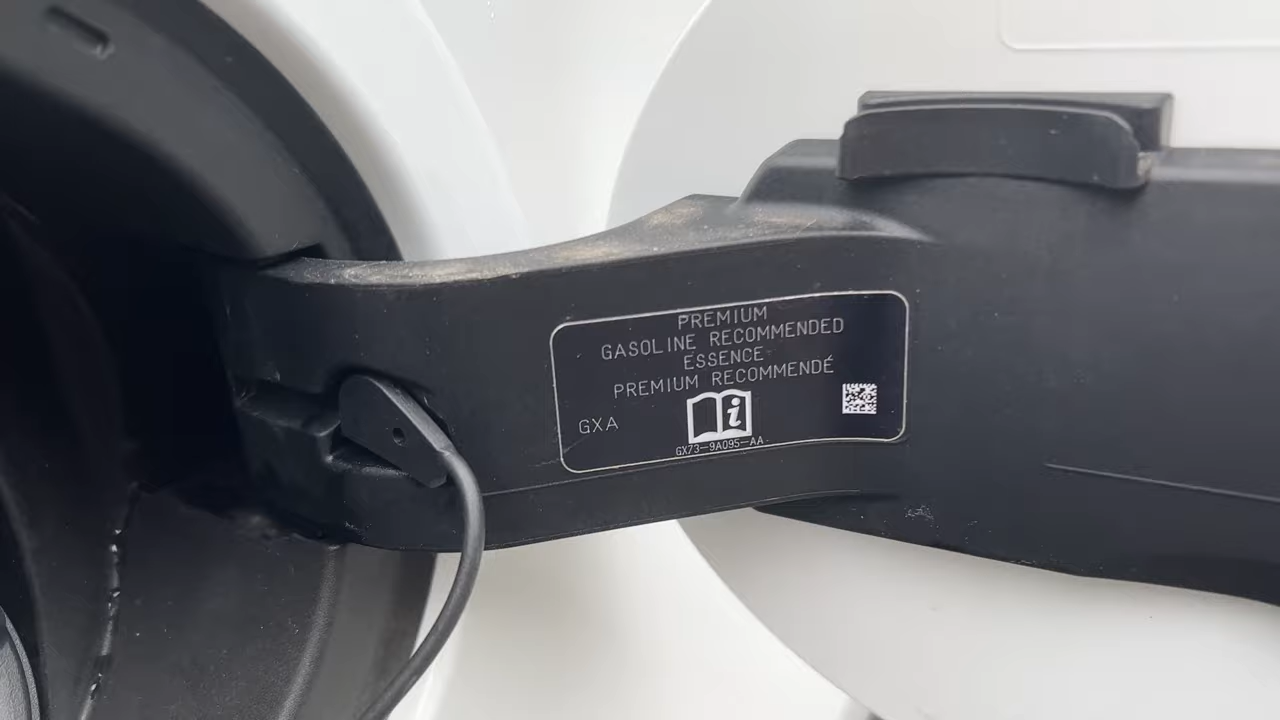 PREMIUM
GASOLINE RECOMMENDED
ESSENCE
PREMIUM RECOMMENDÉ
GXA
GX73-9A095-AA